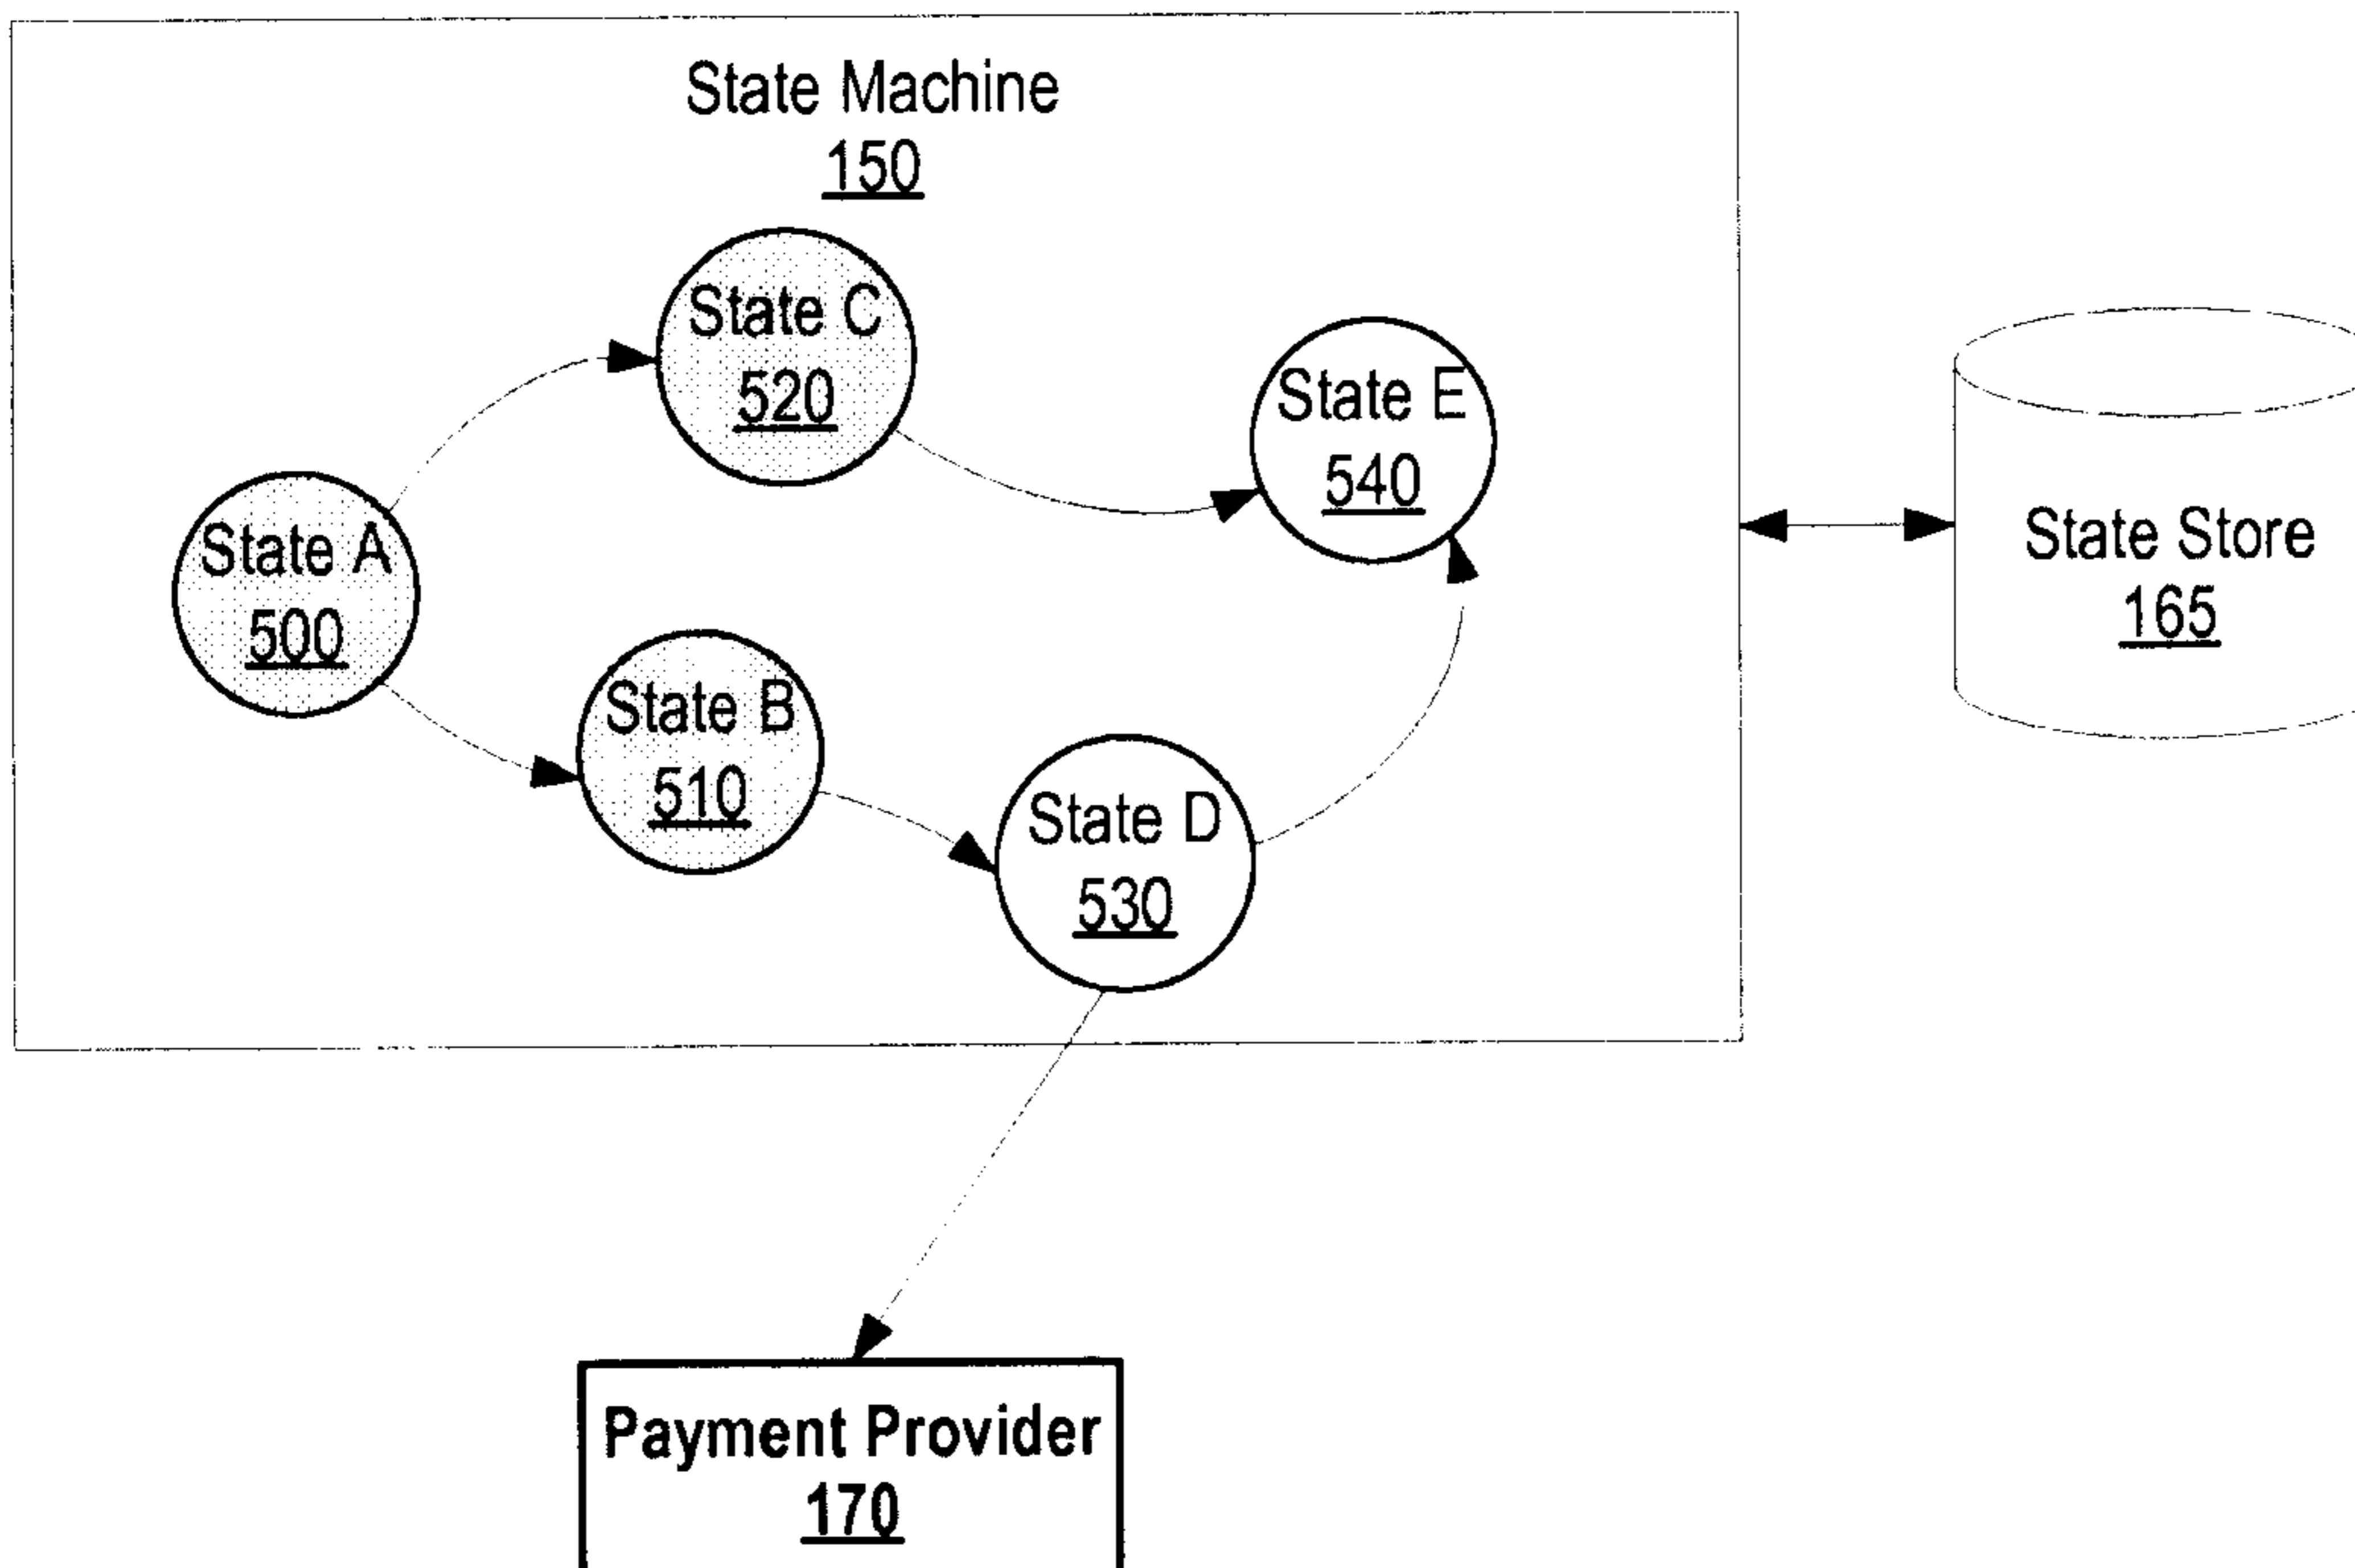 State Machine
150
State C
520
State E
540
State A
500
State Store
165
State B
510
State D
530
Payment Provider
170